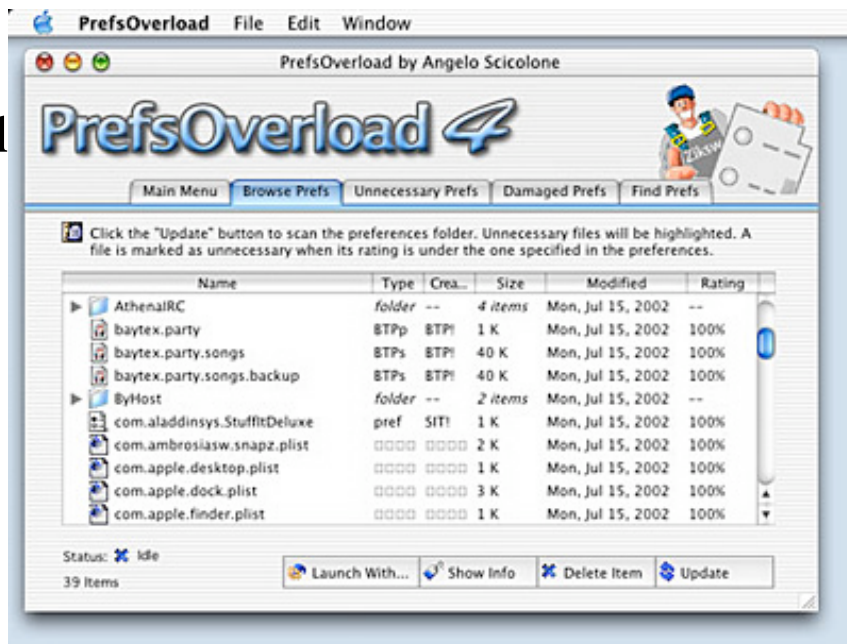 PrefsOverload File Edit Window
PrefsOverload by Angelo Scicolone
PrefsOverload 4
Ziksw
Main Menu Browse Prefs Unnecessary Prefs Damaged Prefs Find Prefs
Click the "Update" button to scan the preferences folder. Unnecessary files will be highlighted. A
file is marked as unnecessary when its rating is under the one specified in the preferences.
Name Type Crea... Size Modified Rating
AthenaIRC folder -- 4 items Mon, Jul 15, 2002 --
baytex.party BTPp BTP! 1 K Mon, Jul 15, 2002 100%
baytex.party.songs BTPs BTP! 40 K Mon, Jul 15, 2002 100%
baytex.party.songs.backup BTPs BTP! 40 K Mon, Jul 15, 2002 100%
ByHost folder -- 2 items Mon, Jul 15, 2002 --
com.aladdinsys.StuffItDeluxe pref SIT! 1 K Mon, Jul 15, 2002 100%
com.ambrosiasw.snapz.plist □□□□ □□□□ 2 K Mon, Jul 15, 2002 100%
com.apple.desktop.plist □□□□ □□□□ 1 K Mon, Jul 15, 2002 100%
com.apple.dock.plist □□□□ □□□□ 3 K Mon, Jul 15, 2002 100%
com.apple.finder.plist □□□□ □□□□ 1 K Mon, Jul 15, 2002 100%
Status: Idle
39 Items
Launch With... Show Info Delete Item Update